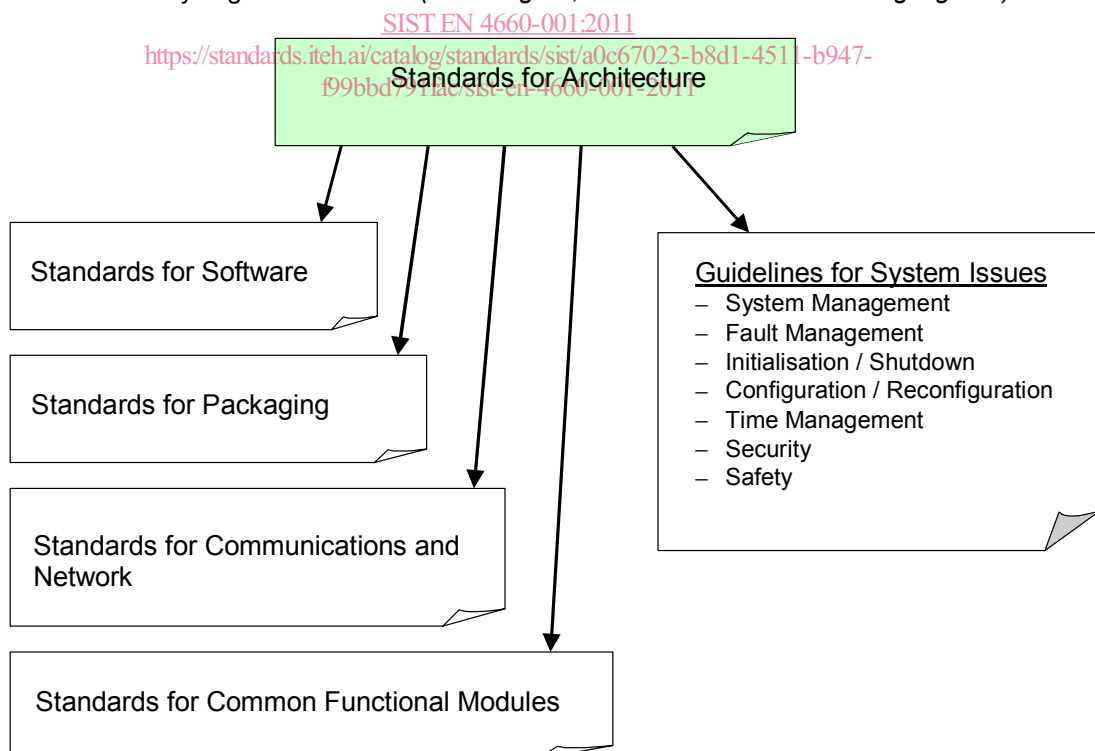 SIST EN 4660-001:2011
https://standards.iteh.ai/catalog/standards/sist/a0c67023-b8d1-4511-b947-
f99bbd791fac/sist-en-4660-001-2011
Standards for Architecture
Standards for Software
Standards for Packaging
Standards for Communications and
Network
Standards for Common Functional Modules
Guidelines for System Issues
– System Management
– Fault Management
– Initialisation / Shutdown
– Configuration / Reconfiguration
– Time Management
– Security
– Safety